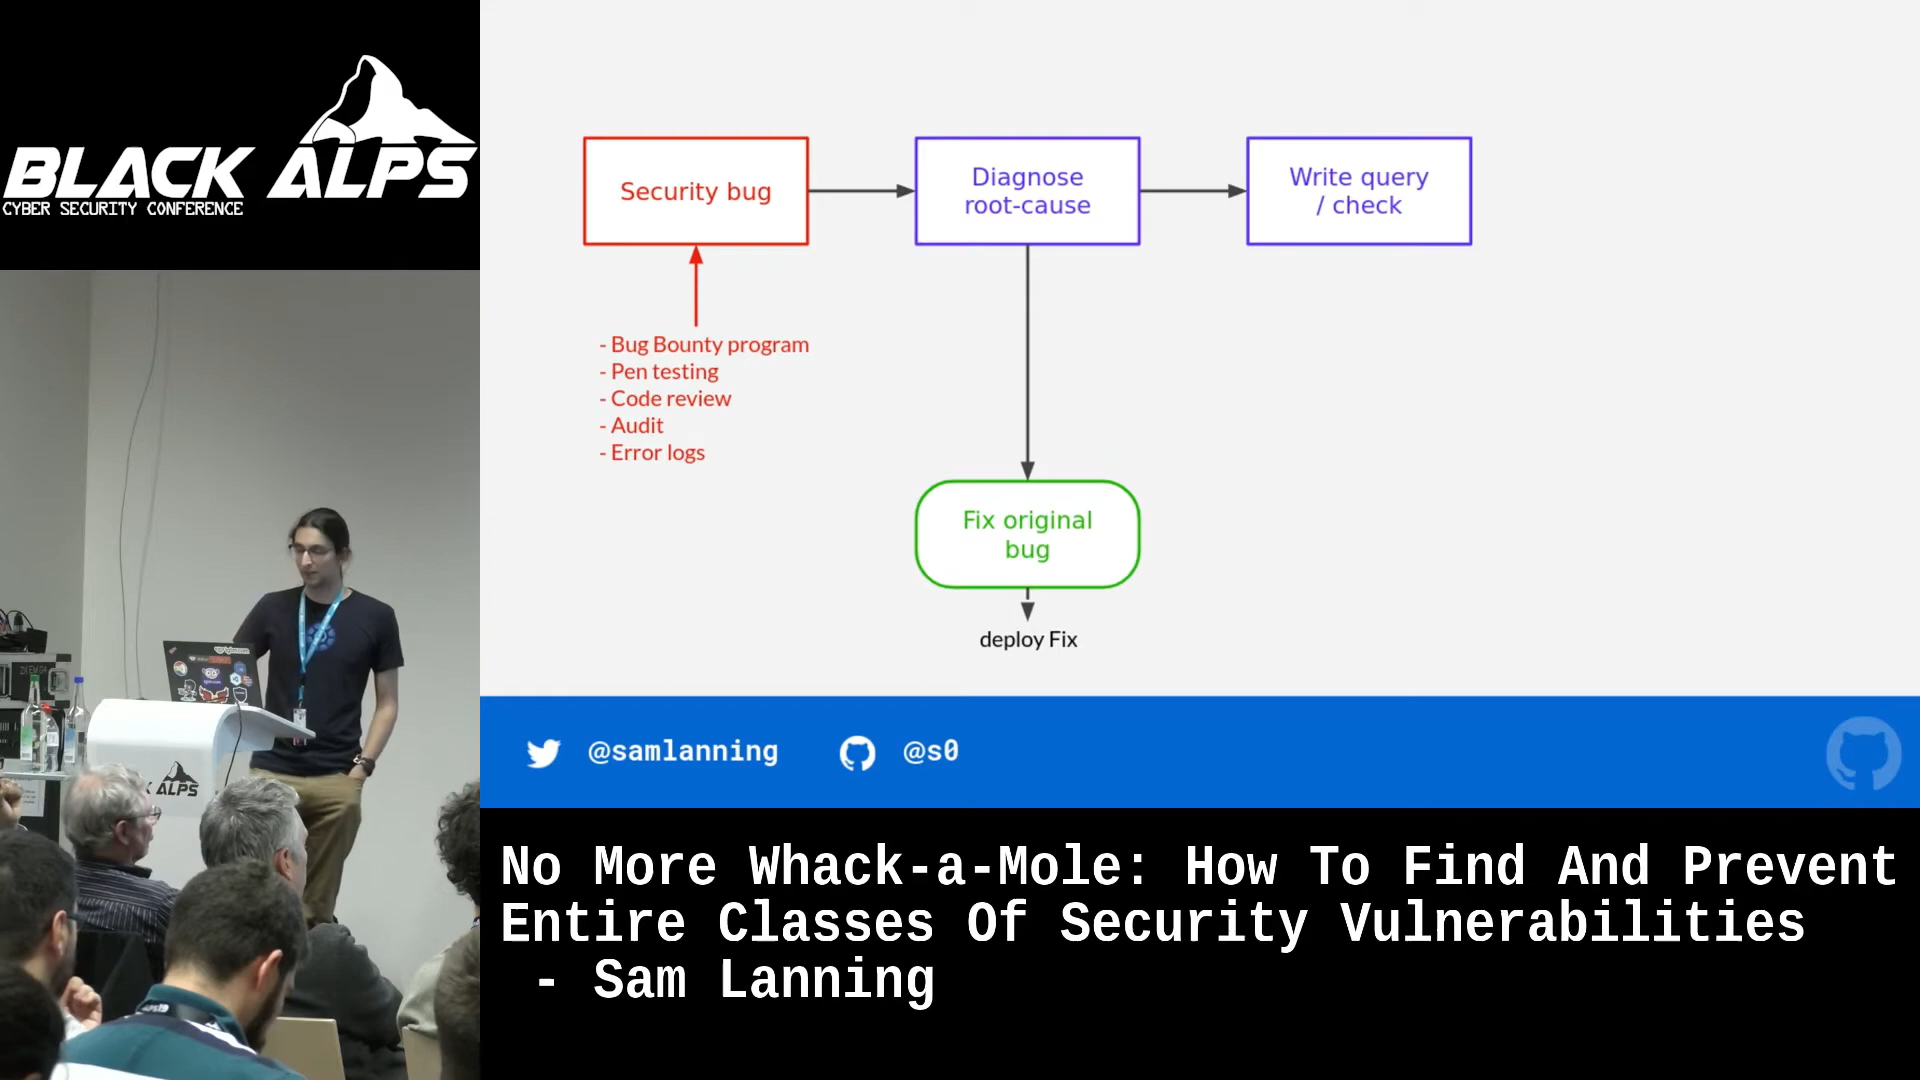 BLACK ALPS
CYBER SECURITY CONFERENCE
Security bug
Diagnose
root-cause
Write query
/ check
- Bug Bounty program
- Pen testing
- Code review
- Audit
- Error logs
Fix original
bug
deploy Fix
@samlanning
@s0
K ALPS
No More Whack-a-Mole: How To Find And Prevent
Entire Classes Of Security Vulnerabilities
- Sam Lanning